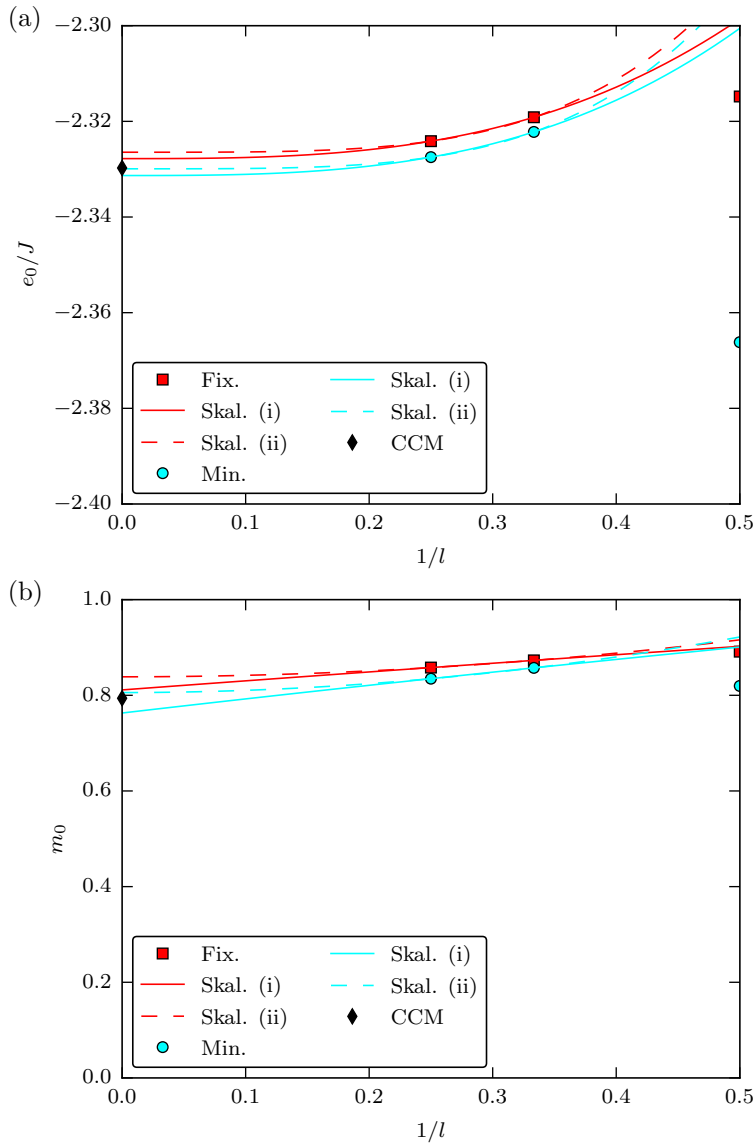 (a)
−2.30
−2.32
−2.34
−2.36
−2.38
−2.40
e₀/J
Fix.
Skal. (i)
Skal. (ii)
Min.
Skal. (i)
Skal. (ii)
CCM
0.0 0.1 0.2 0.3 0.4 0.5
1/l
(b)
1.0
0.8
0.6
0.4
0.2
0.0
m₀
Fix.
Skal. (i)
Skal. (ii)
Min.
Skal. (i)
Skal. (ii)
CCM
0.0 0.1 0.2 0.3 0.4 0.5
1/l